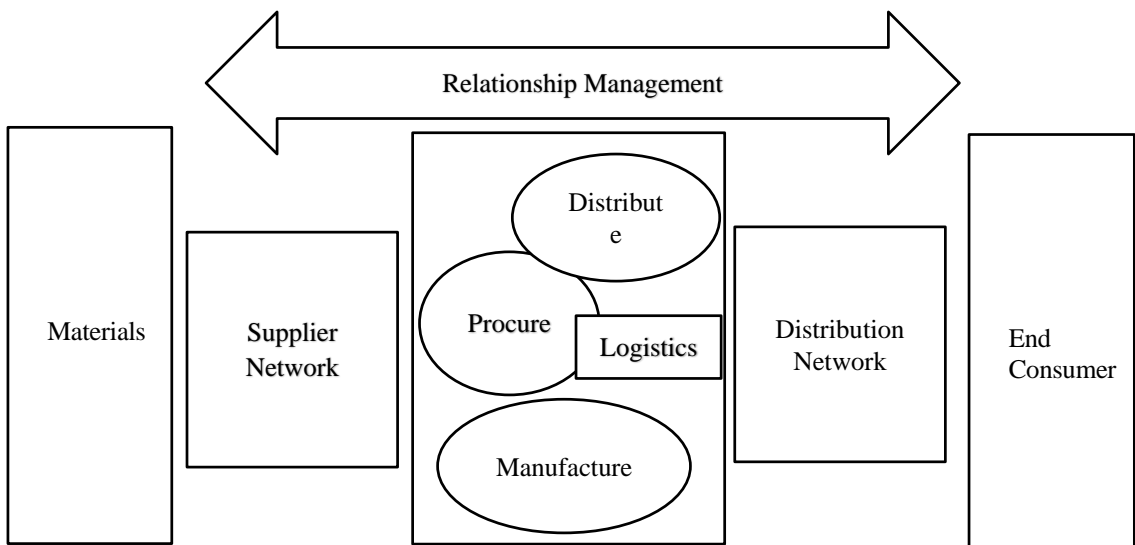 Relationship Management
Materials
Supplier
Network
Distribut
e
Procure
Logistics
Manufacture
Distribution
Network
End
Consumer